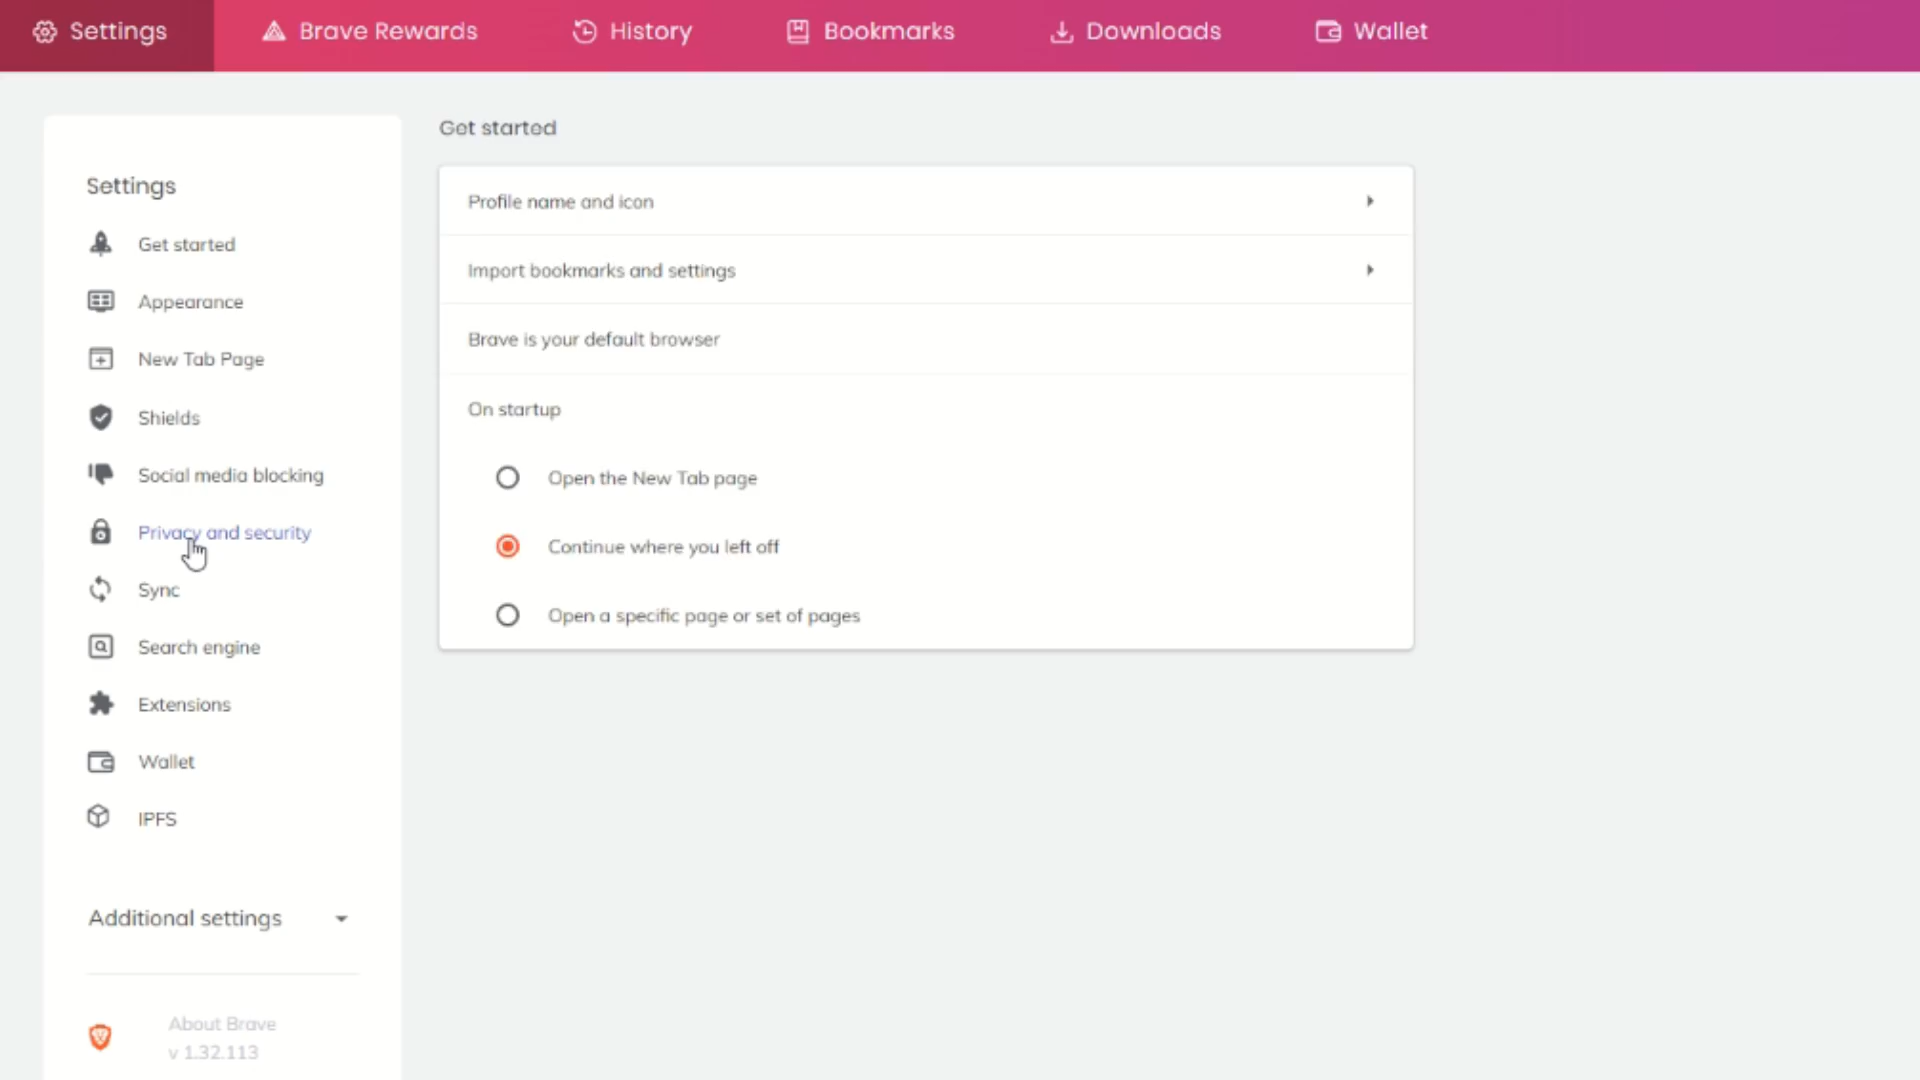 Settings
Brave Rewards
History
Bookmarks
Downloads
Wallet
Settings
Get started
Appearance
New Tab Page
Shields
Social media blocking
Privacy and security
Sync
Search engine
Extensions
Wallet
IPFS
Additional settings
About Brave
v 1.32.113
Get started
Profile name and icon
Import bookmarks and settings
Brave is your default browser
On startup
Open the New Tab page
Continue where you left off
Open a specific page or set of pages